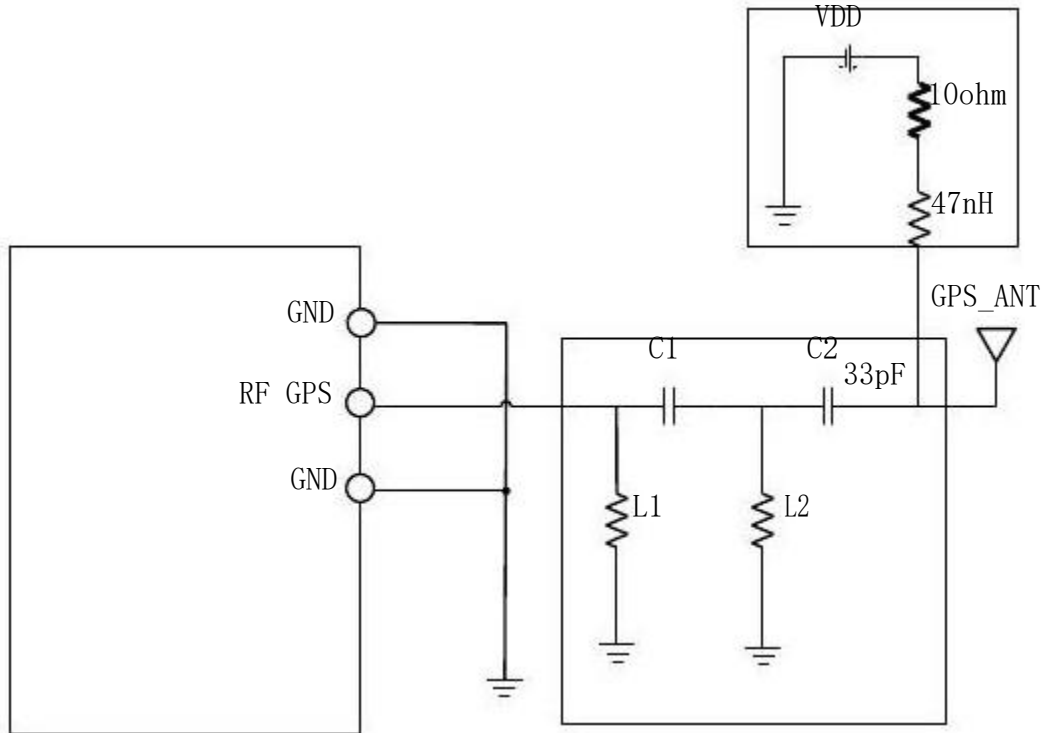 VDD
10ohm
47nH
GPS_ANT
GND
C1
C2
33pF
RF GPS
GND
L1
L2